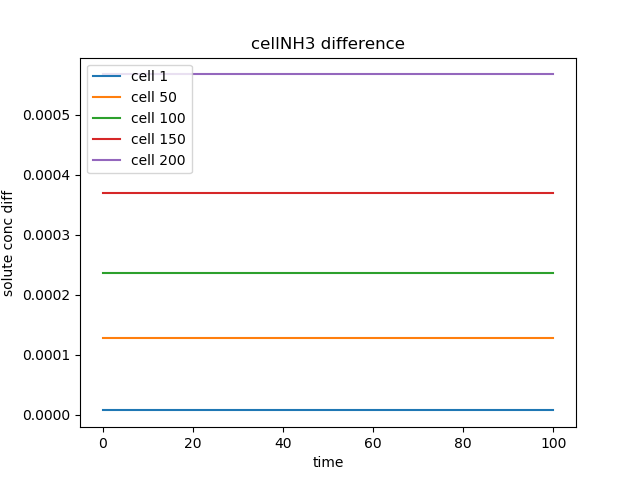 cellNH3 difference
cell 1
cell 50
cell 100
cell 150
cell 200
solute conc diff
0.0005
0.0004
0.0003
0.0002
0.0001
0.0000
0 20 40 60 80 100
time